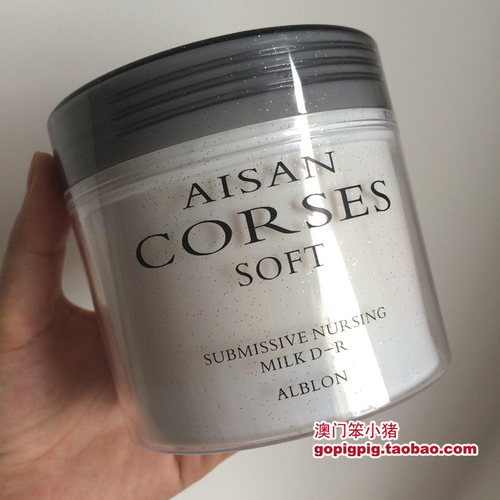 AISAN
CORSES
SOFT
SUBMISSIVE NURSING
MILK D-R
ALBLON
澳门笨小猪
gopigpig.taobao.com